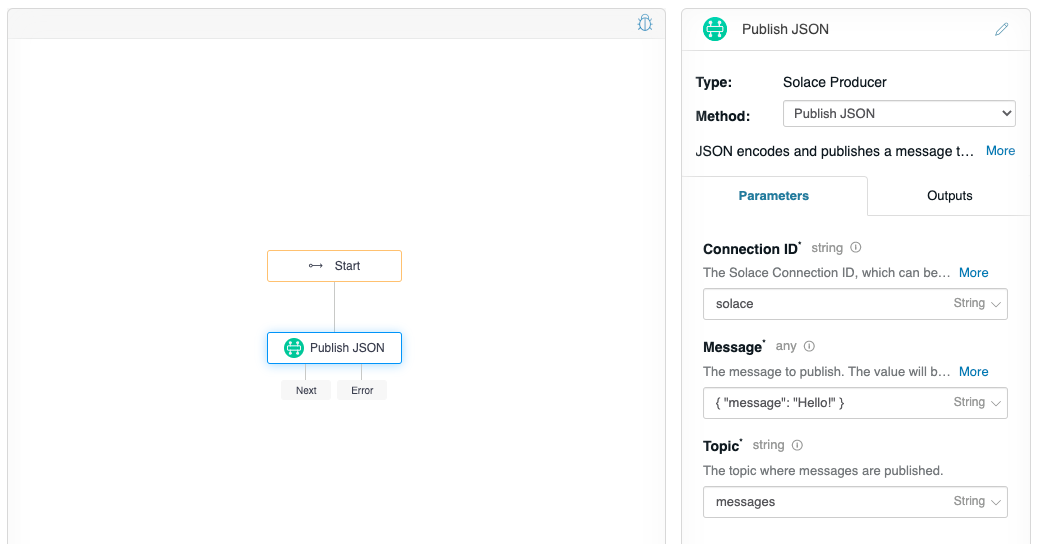 Start
Publish JSON
Next
Error
Publish JSON
Type: Solace Producer
Method: Publish JSON
JSON encodes and publishes a message t... More
Parameters
Outputs
Connection ID* string
The Solace Connection ID, which can be... More
solace String
Message* any
The message to publish. The value will b... More
{ "message": "Hello!" } String
Topic* string
The topic where messages are published.
messages String